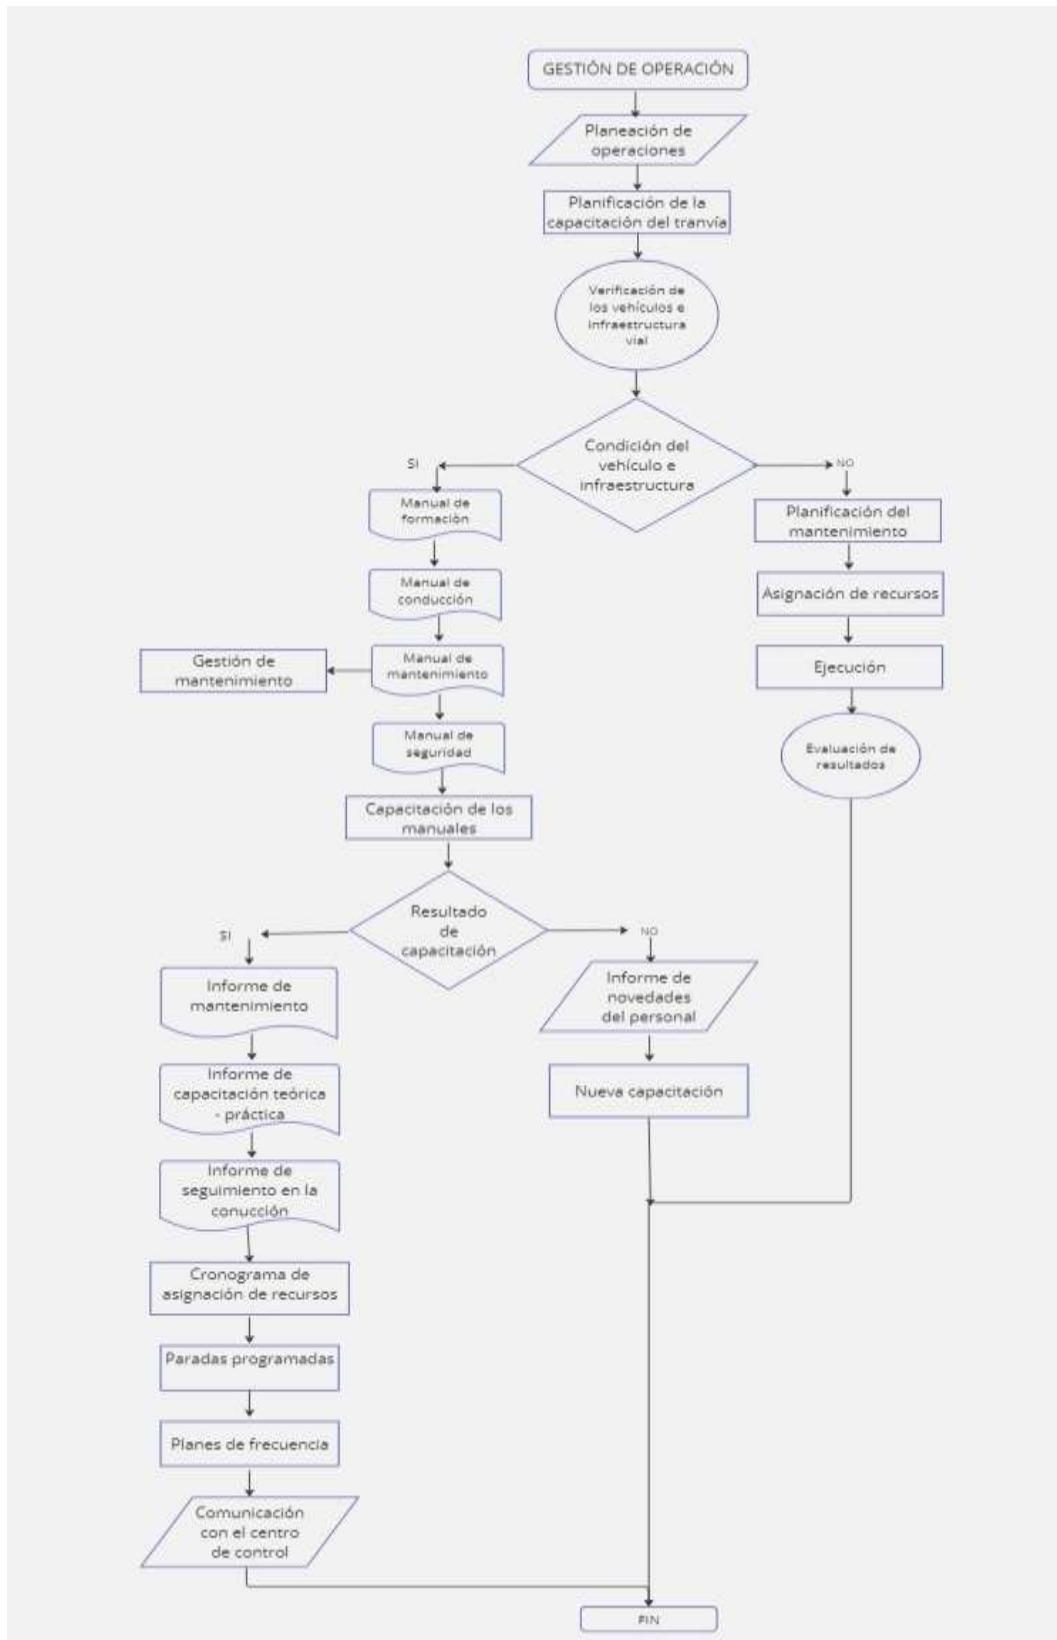 GESTIÓN DE OPERACIÓN
Planeación de
operaciones
Planificación de la
capacitación del tranvía
Verificación de
los vehículos e
infraestructura
vial
Condición del
vehículo e
infraestructura
SI
NO
Manual de
formación
Planificación del
mantenimiento
Manual de
conducción
Asignación de recursos
Gestión de
mantenimiento
Manual de
mantenimiento
Ejecución
Manual de
seguridad
Evaluación de
resultados
Capacitación de los
manuales
Resultado
de
capacitación
SI
NO
Informe de
mantenimiento
Informe de
novedades
del personal
Informe de
capacitación teórica
- práctica
Nueva capacitación
Informe de
seguimiento en la
conucción
Cronograma de
asignación de recursos
Paradas programadas
Planes de frecuencia
Comunicación
con el centro
de control
FIN